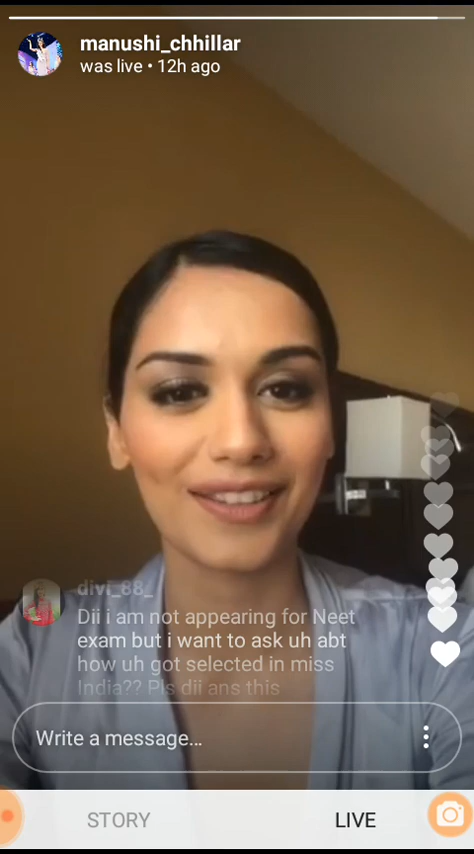 manushi_chhillar
was live • 12h ago
divi_88_
Dii i am not appearing for Neet
exam but i want to ask uh abt
how uh got selected in miss
India?? Pls dii ans this
Write a message...
STORY
LIVE